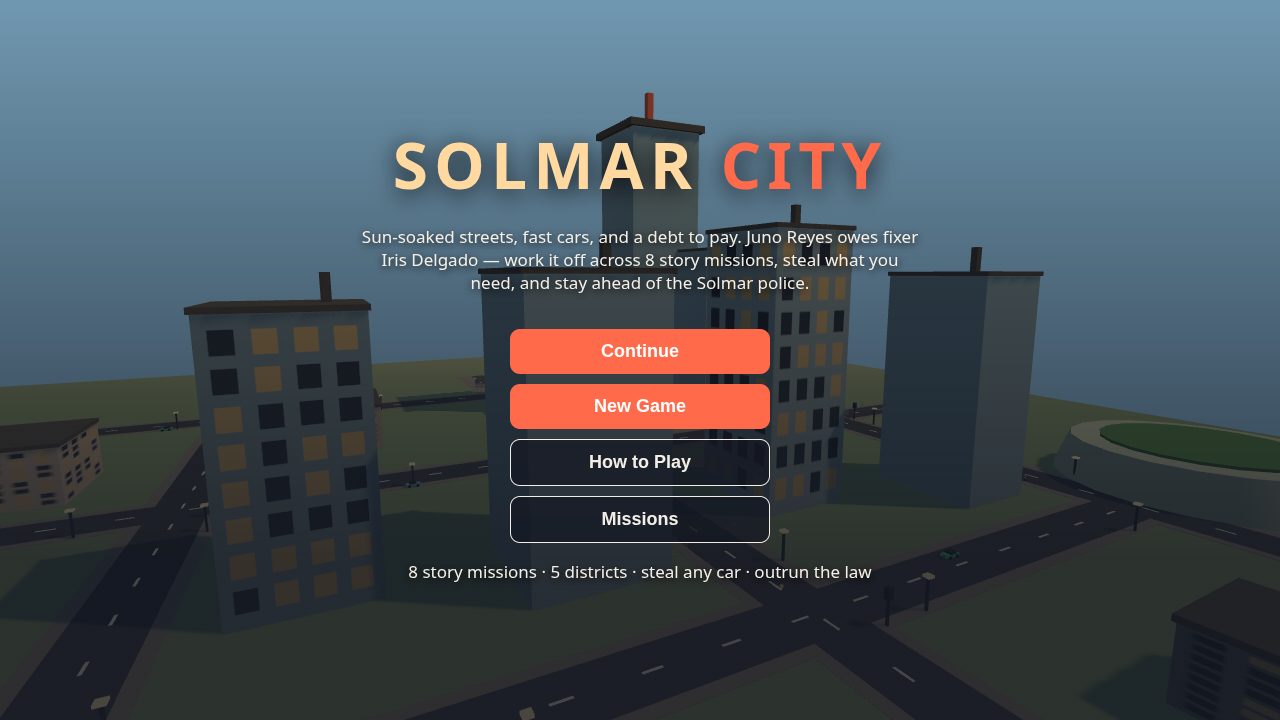 SOLMAR CITY
Sun-soaked streets, fast cars, and a debt to pay. Juno Reyes owes fixer
Iris Delgado — work it off across 8 story missions, steal what you
need, and stay ahead of the Solmar police.
Continue
New Game
How to Play
Missions
8 story missions · 5 districts · steal any car · outrun the law